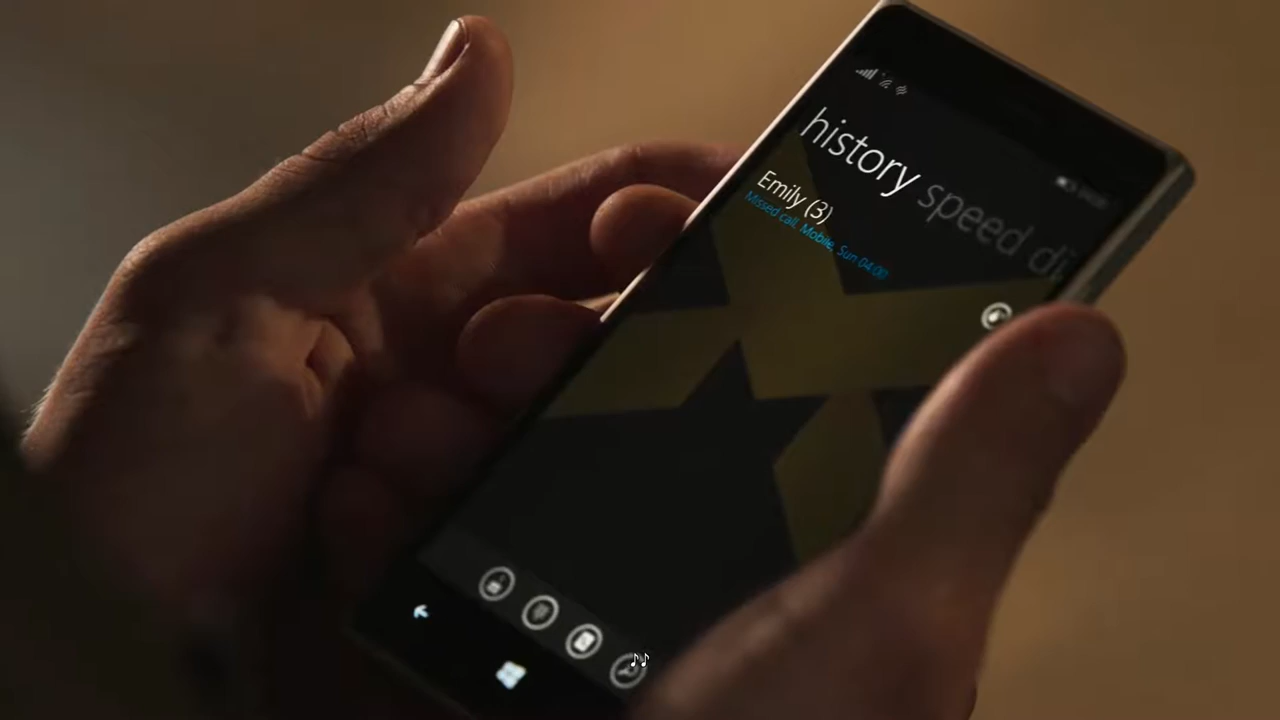 history speed di
Emily (3)
Missed call, Mobile, Sun 04:00
♪♪